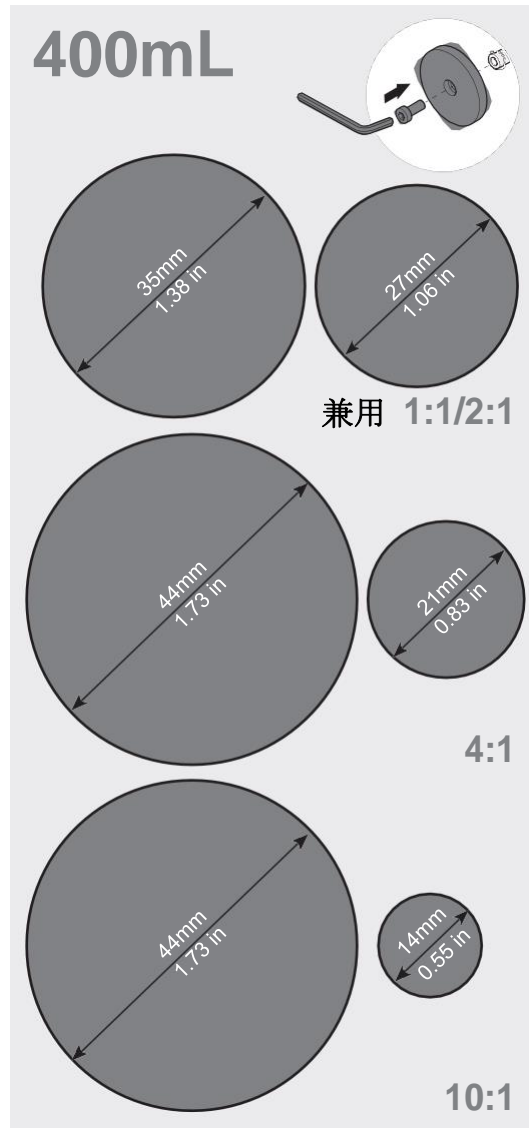 400mL
35mm
1.38 in
27mm
1.06 in
兼用 1:1/2:1
44mm
1.73 in
21mm
0.83 in
4:1
44mm
1.73 in
14mm
0.55 in
10:1